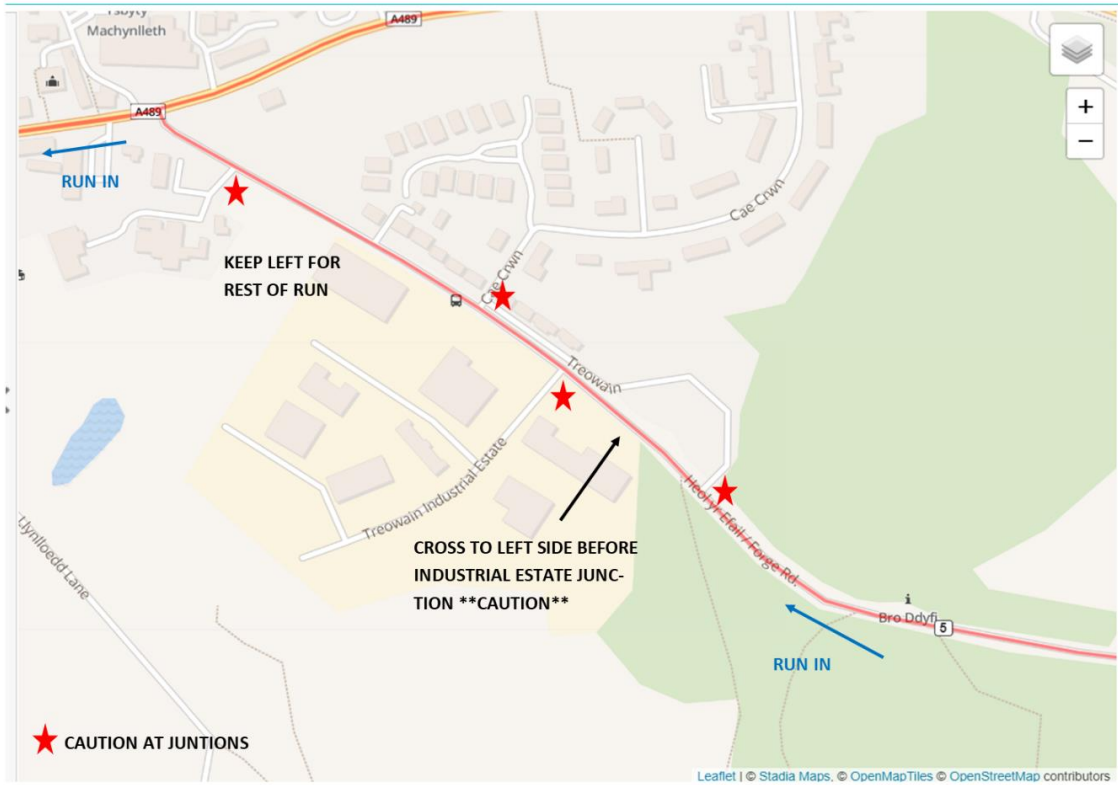 Ysbyty
Machynlleth
A489
A489
RUN IN
KEEP LEFT FOR
REST OF RUN
Cae Crwn
Cae Crwn
Treowain
Treowain Industrial Estate
Heol yr Efail / Forge Rd.
CROSS TO LEFT SIDE BEFORE
INDUSTRIAL ESTATE JUNC-
TION **CAUTION**
Llynlloedd Lane
Bro Ddyfi
5
RUN IN
CAUTION AT JUNTIONS
+
−
Leaflet | © Stadia Maps, © OpenMapTiles © OpenStreetMap contributors